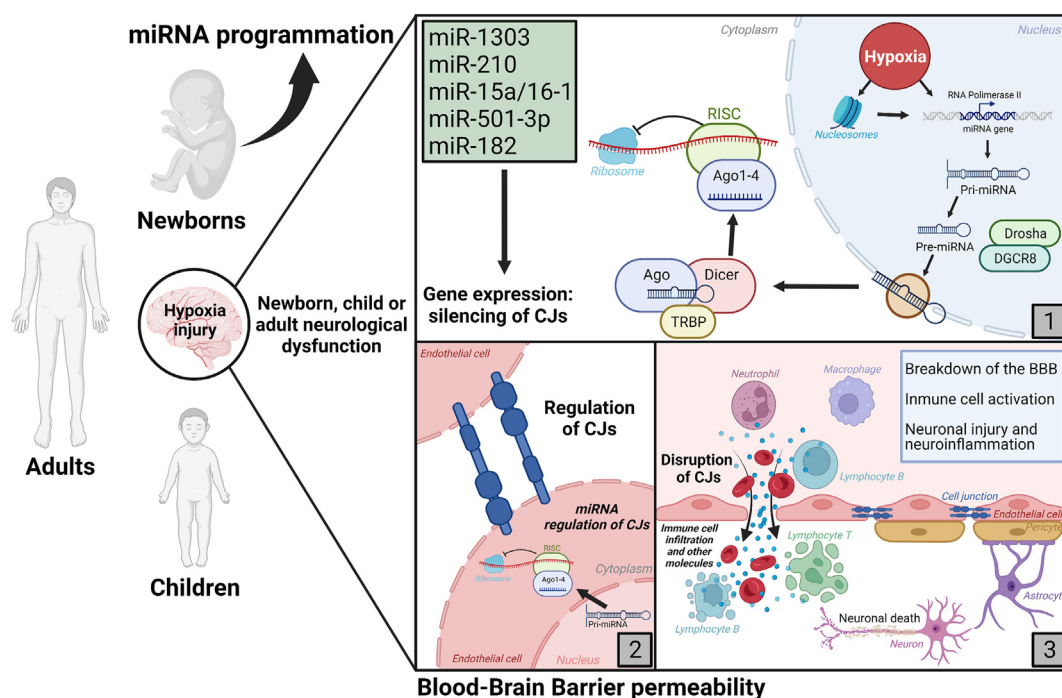 miRNA programmation
Newborns
Adults
Hypoxia
injury
Newborn, child or
adult neurological
dysfunction
Children
miR-1303
miR-210
miR-15a/16-1
miR-501-3p
miR-182
Gene expression:
silencing of CJs
Cytoplasm
Nucleus
Hypoxia
RNA Polimerase II
Nucleosomes
miRNA gene
RISC
Ribosome
Ago1-4
Pri-miRNA
Pre-miRNA
Drosha
DGCR8
Ago
Dicer
TRBP
1
Endothelial cell
Regulation
of CJs
miRNA
regulation of CJs
RISC
Ribosome
Ago1-4
Cytoplasm
Pri-miRNA
Endothelial cell
Nucleus
2
Neutrophil
Macrophage
Breakdown of the BBB
Inmune cell activation
Neuronal injury and
neuroinflammation
Disruption
of CJs
Lymphocyte B
Cell junction
Endothelial cell
Pericyte
Immune cell
infiltration
and other
molecules
Lymphocyte T
Lymphocyte B
Astrocyt
Neuronal death
Neuron
3
Blood-Brain Barrier permeability